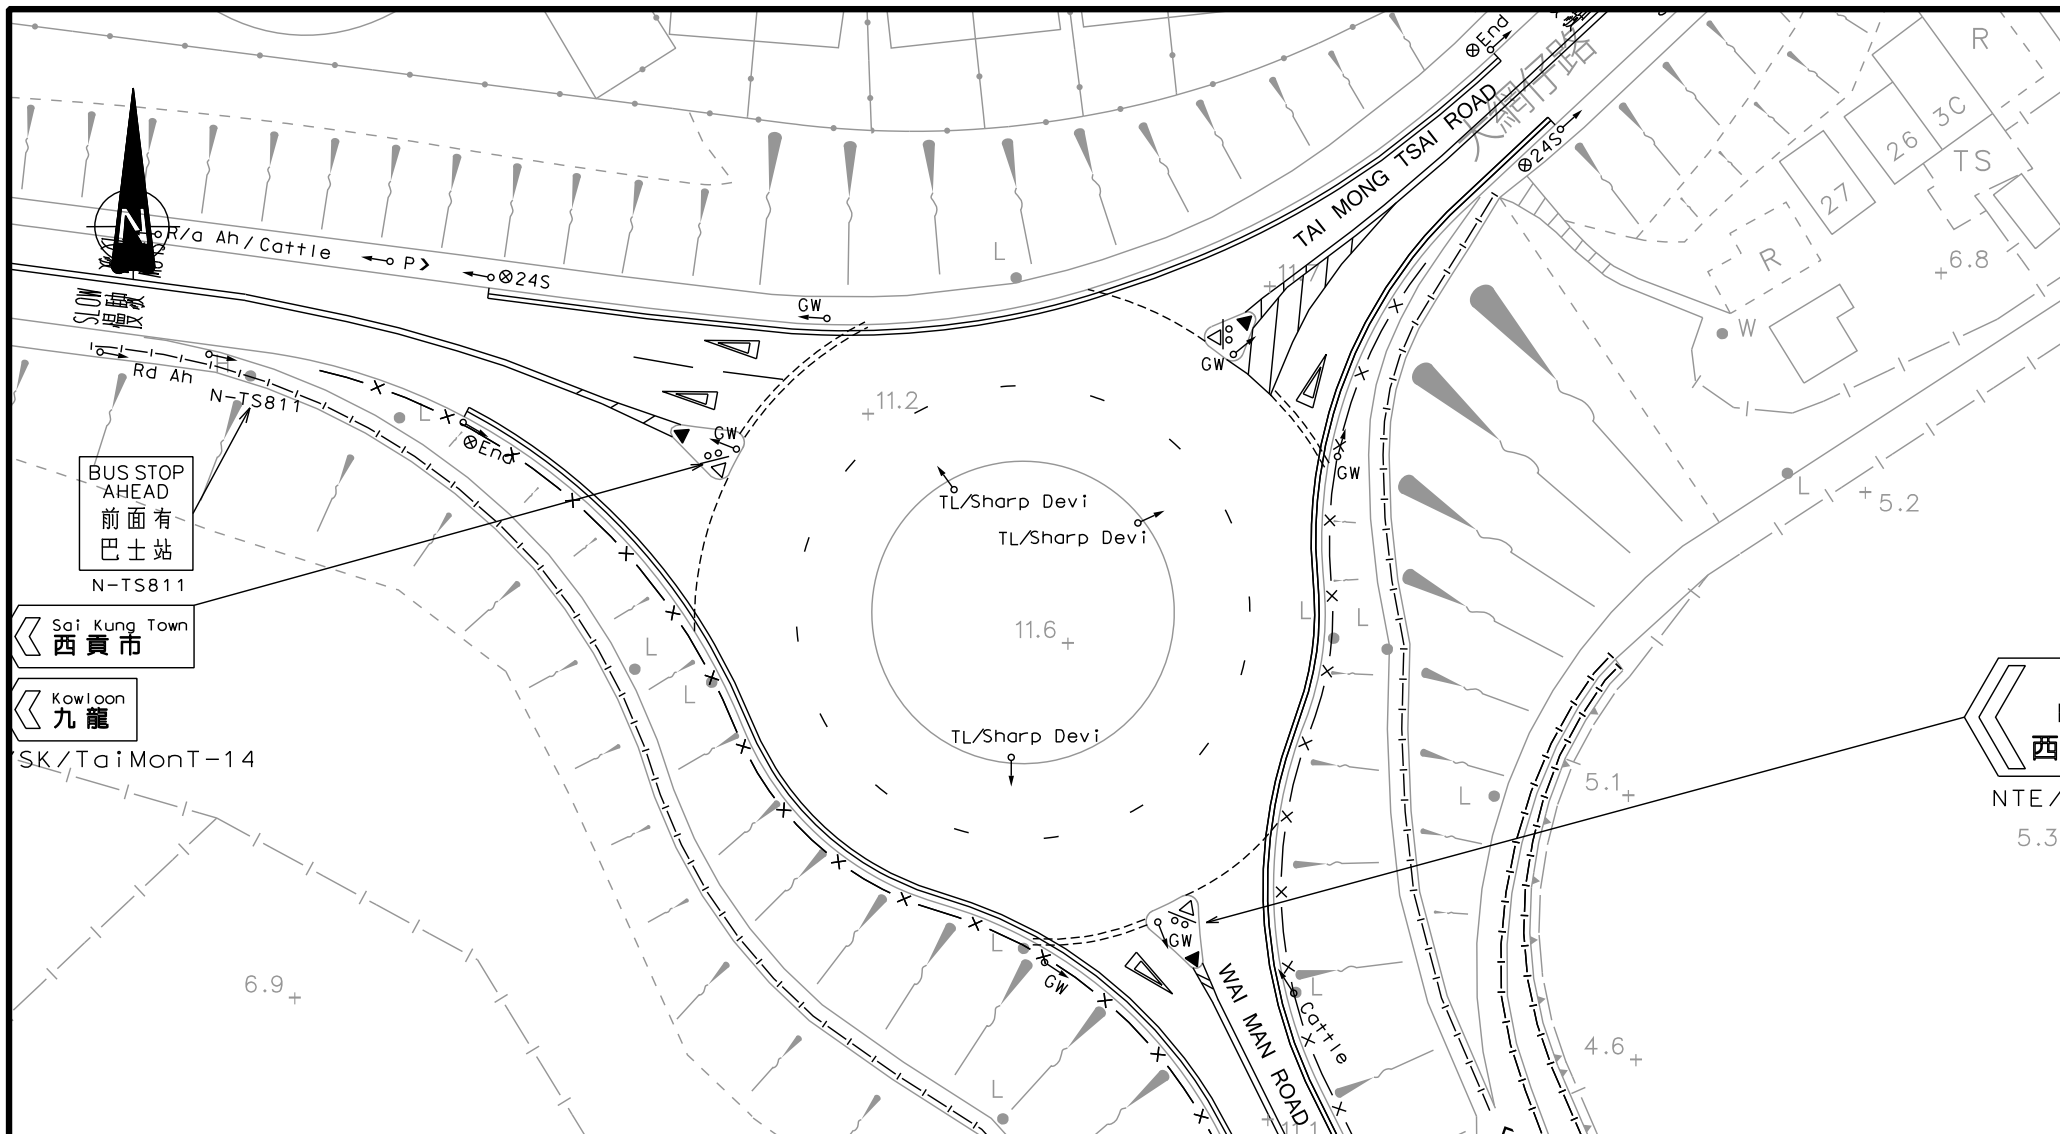 End
大網仔路
TAI MONG TSAI ROAD
⊗24S
R
3C
26
TS
27
R
6.8
W
N
R/a Ah/Cattle
P
⊗24S
L
11.7
SLOW
GW
GW
GW
Rd Ah
N-TS811
L
End
11.2
GW
BUS STOP
AHEAD
前面有
巴士站
N-TS811
TL/Sharp Devi
TL/Sharp Devi
L
5.2
Sai Kung Town
西貢市
11.6
L
L
L
Kowloon
九龍
L
TL/Sharp Devi
SK/TaiMonT-14
西
5.1
L
NTE/
5.3
L
GW
GW
WAI MAN ROAD
L
Cattle
6.9
4.6
L